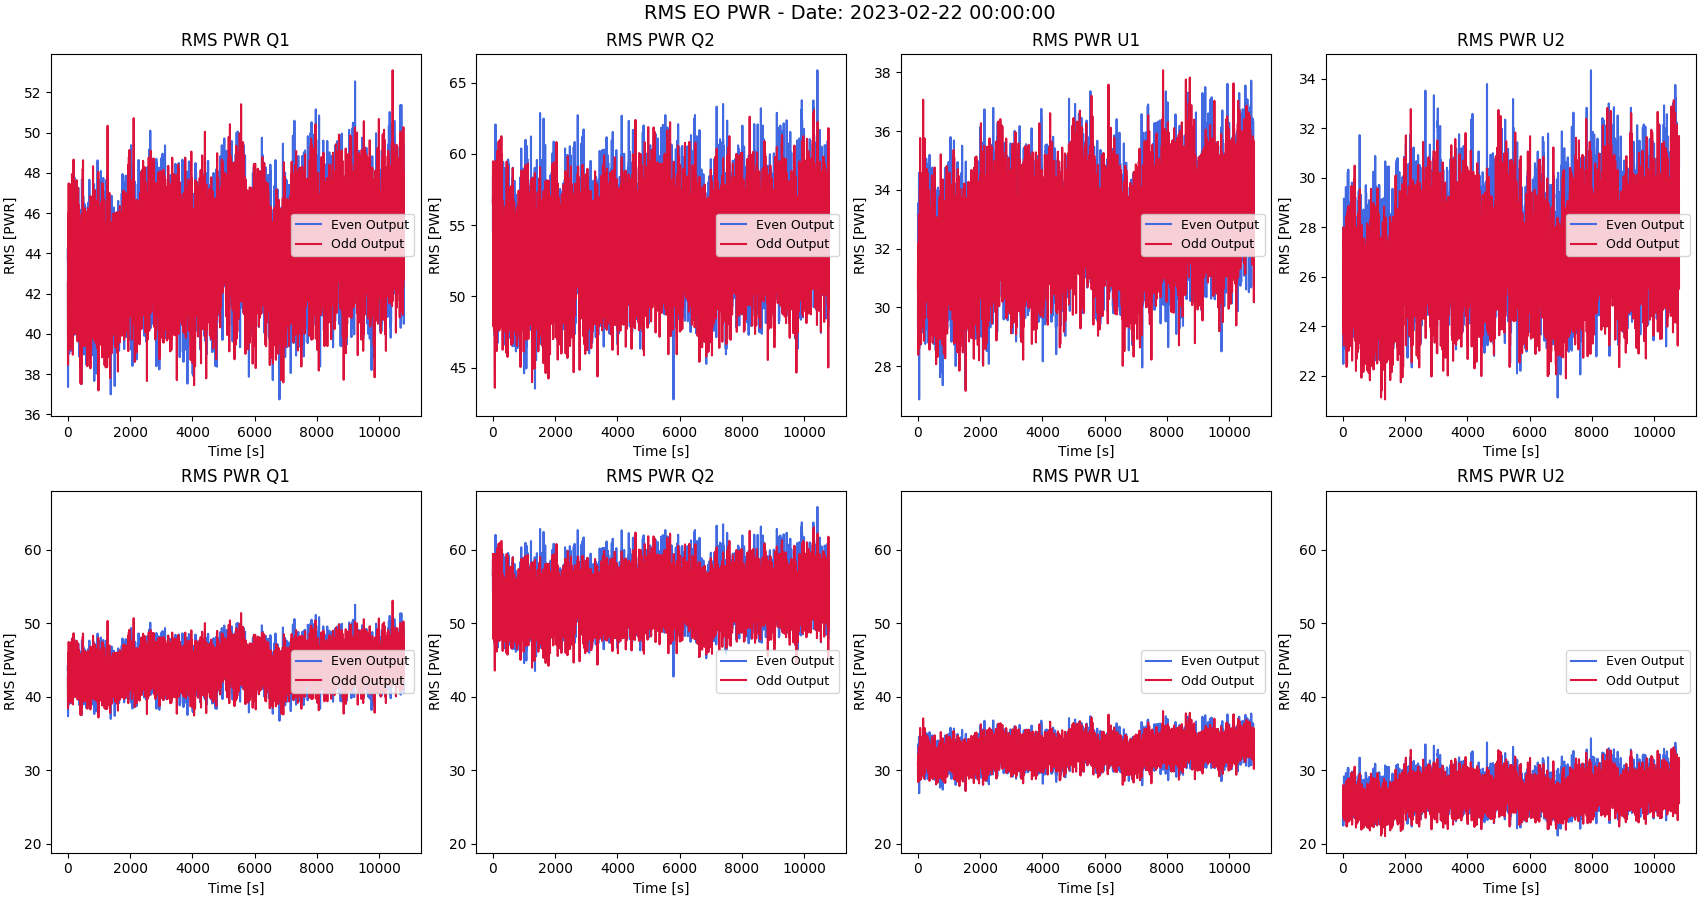 RMS EO PWR - Date: 2023-02-22 00:00:00
RMS PWR Q1
RMS [PWR]
52
50
48
46
44
42
40
38
36
Even Output
Odd Output
0 2000 4000 6000 8000 10000
Time [s]
RMS PWR Q2
RMS [PWR]
65
60
55
50
45
Even Output
Odd Output
0 2000 4000 6000 8000 10000
Time [s]
RMS PWR U1
RMS [PWR]
38
36
34
32
30
28
Even Output
Odd Output
0 2000 4000 6000 8000 10000
Time [s]
RMS PWR U2
RMS [PWR]
34
32
30
28
26
24
22
Even Output
Odd Output
0 2000 4000 6000 8000 10000
Time [s]
RMS PWR Q1
RMS [PWR]
60
50
40
30
20
Even Output
Odd Output
0 2000 4000 6000 8000 10000
Time [s]
RMS PWR Q2
RMS [PWR]
60
50
40
30
20
Even Output
Odd Output
0 2000 4000 6000 8000 10000
Time [s]
RMS PWR U1
RMS [PWR]
60
50
40
30
20
Even Output
Odd Output
0 2000 4000 6000 8000 10000
Time [s]
RMS PWR U2
RMS [PWR]
60
50
40
30
20
Even Output
Odd Output
0 2000 4000 6000 8000 10000
Time [s]